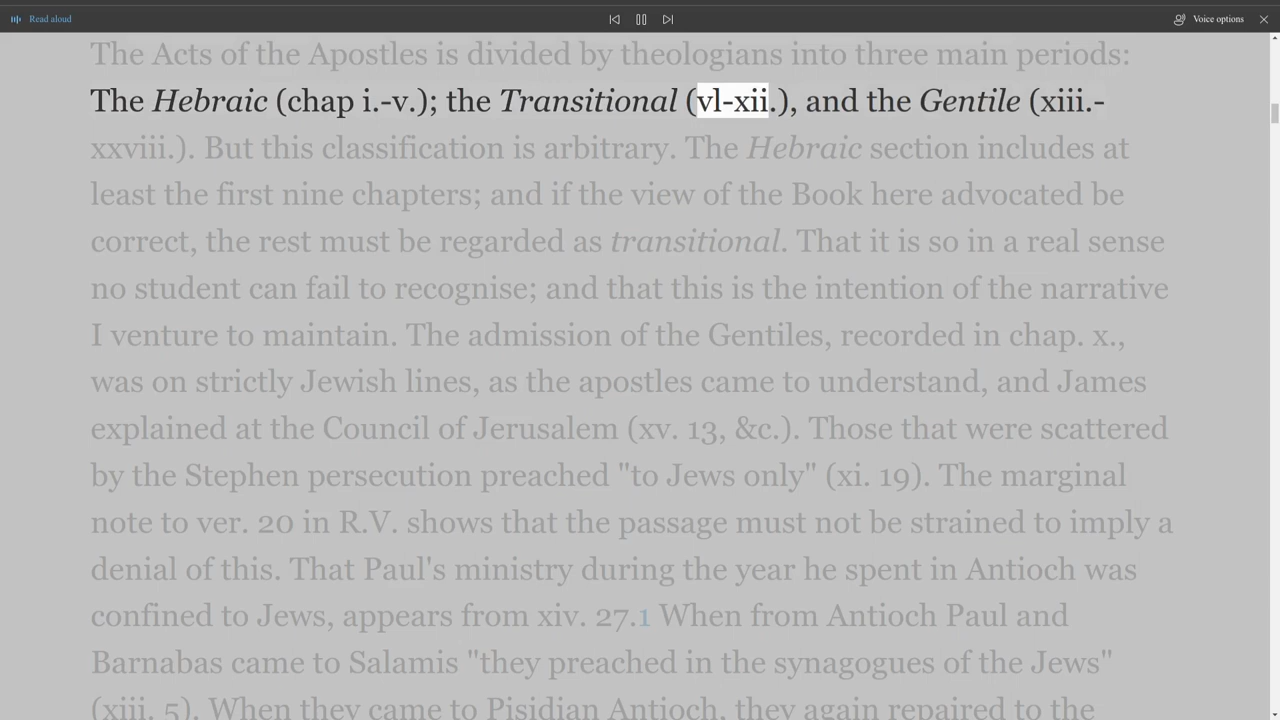 Read aloud
Voice options
The Acts of the Apostles is divided by theologians into three main periods:
The Hebraic (chap i.-v.); the Transitional (vl-xii.), and the Gentile (xiii.-
xxviii.). But this classification is arbitrary. The Hebraic section includes at
least the first nine chapters; and if the view of the Book here advocated be
correct, the rest must be regarded as transitional. That it is so in a real sense
no student can fail to recognise; and that this is the intention of the narrative
I venture to maintain. The admission of the Gentiles, recorded in chap. x.,
was on strictly Jewish lines, as the apostles came to understand, and James
explained at the Council of Jerusalem (xv. 13, &c.). Those that were scattered
by the Stephen persecution preached "to Jews only" (xi. 19). The marginal
note to ver. 20 in R.V. shows that the passage must not be strained to imply a
denial of this. That Paul's ministry during the year he spent in Antioch was
confined to Jews, appears from xiv. 27.1 When from Antioch Paul and
Barnabas came to Salamis "they preached in the synagogues of the Jews"
(xiii. 5). When they came to Pisidian Antioch, they again repaired to the